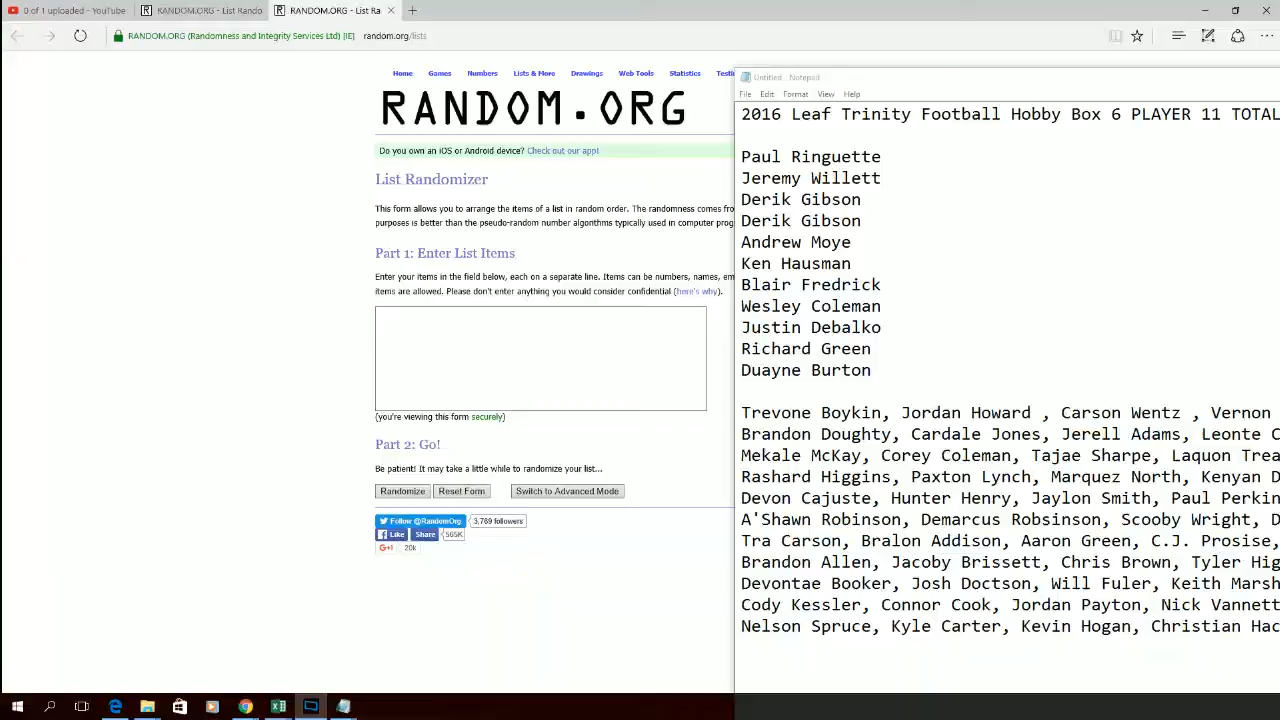 0 of 1 uploaded - YouTube
RANDOM.ORG - List Rando
RANDOM.ORG - List Ra
RANDOM.ORG (Randomness and Integrity Services Ltd) [IE] random.org/lists
Home Games Numbers Lists & More Drawings Web Tools Statistics Testi
RANDOM.ORG
Do you own an iOS or Android device? Check out our app!
List Randomizer
This form allows you to arrange the items of a list in random order. The randomness comes fro
purposes is better than the pseudo-random number algorithms typically used in computer prog
Part 1: Enter List Items
Enter your items in the field below, each on a separate line. Items can be numbers, names, em
items are allowed. Please don't enter anything you would consider confidential (here's why).
(you're viewing this form securely)
Part 2: Go!
Be patient! It may take a little while to randomize your list...
Randomize Reset Form Switch to Advanced Mode
Follow @RandomOrg 3,769 followers
Like Share 565K
G+1 20k
Untitled - Notepad
File Edit Format View Help
2016 Leaf Trinity Football Hobby Box 6 PLAYER 11 TOTAL
Paul Ringuette
Jeremy Willett
Derik Gibson
Derik Gibson
Andrew Moye
Ken Hausman
Blair Fredrick
Wesley Coleman
Justin Debalko
Richard Green
Duayne Burton
Trevone Boykin, Jordan Howard , Carson Wentz , Vernon
Brandon Doughty, Cardale Jones, Jerell Adams, Leonte C
Mekale McKay, Corey Coleman, Tajae Sharpe, Laquon Trea
Rashard Higgins, Paxton Lynch, Marquez North, Kenyan D
Devon Cajuste, Hunter Henry, Jaylon Smith, Paul Perkin
A'Shawn Robinson, Demarcus Robsinson, Scooby Wright, D
Tra Carson, Bralon Addison, Aaron Green, C.J. Prosise,
Brandon Allen, Jacoby Brissett, Chris Brown, Tyler Hig
Devontae Booker, Josh Doctson, Will Fuler, Keith Marsh
Cody Kessler, Connor Cook, Jordan Payton, Nick Vannett
Nelson Spruce, Kyle Carter, Kevin Hogan, Christian Hac